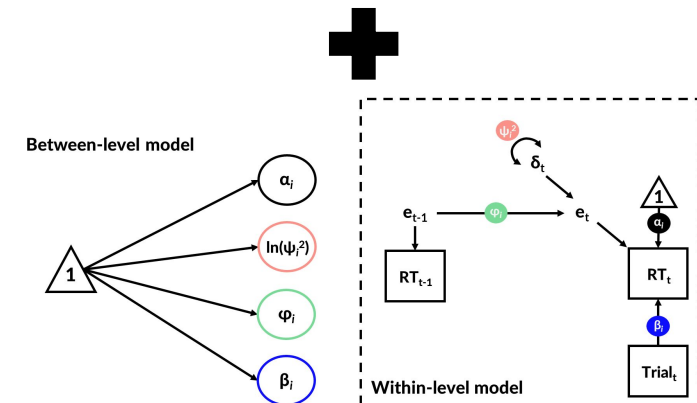 Between-level model
1
αᵢ
ln(ψᵢ²)
φᵢ
βᵢ
ψᵢ²
δₜ
eₜ₋₁
φᵢ
eₜ
1
αᵢ
RTₜ₋₁
RTₜ
βᵢ
Trialₜ
Within-level model